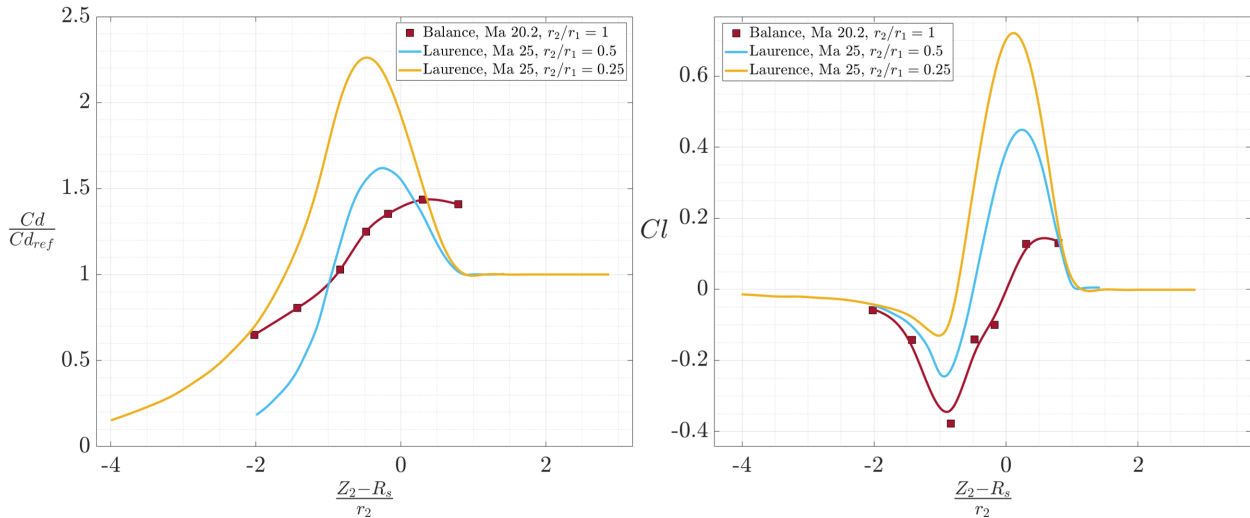 2.5
2
1.5
1
0.5
0
Cd
Cd_ref
Balance, Ma 20.2, r_2/r_1 = 1
Laurence, Ma 25, r_2/r_1 = 0.5
Laurence, Ma 25, r_2/r_1 = 0.25
-4 -2 0 2
Z_2−R_s
r_2
0.6
0.4
0.2
0
-0.2
-0.4
Cl
Balance, Ma 20.2, r_2/r_1 = 1
Laurence, Ma 25, r_2/r_1 = 0.5
Laurence, Ma 25, r_2/r_1 = 0.25
-4 -2 0 2
Z_2−R_s
r_2